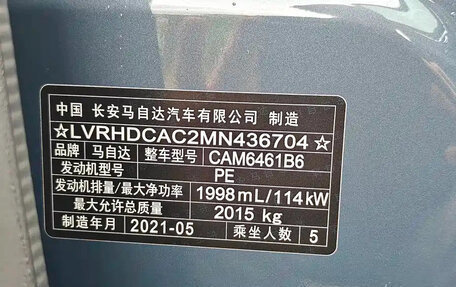 中国 长安马自达汽车有限公司 制造
☆LVRHDCAC2MN436704☆
品牌 马自达 整车型号 CAM6461B6
发动机型号 PE
发动机排量/最大净功率 1998mL/114kW
最大允许总质量 2015 kg
制造年月 2021-05 乘坐人数 5